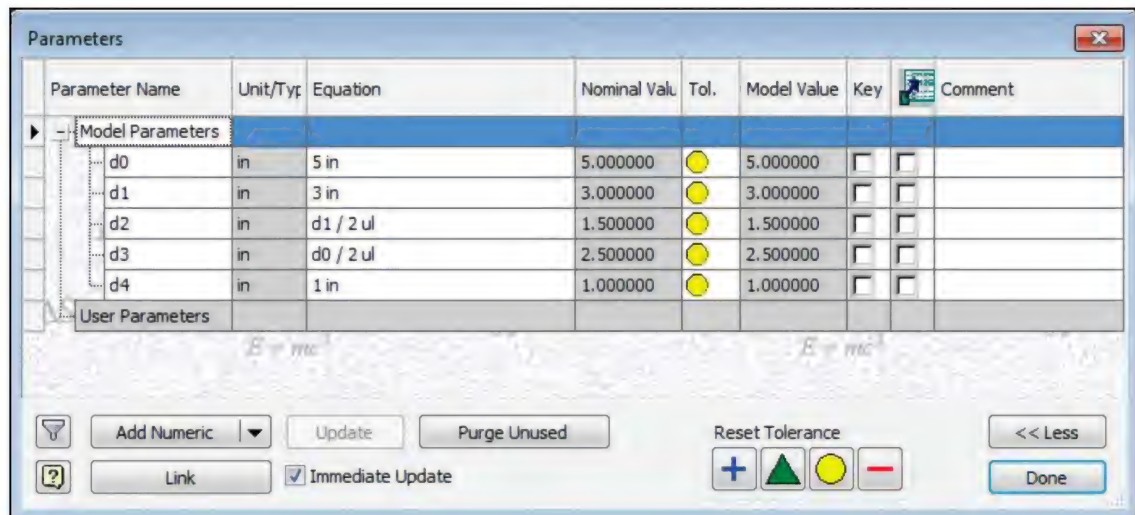 Parameters
Parameter Name Unit/Typ Equation Nominal Valu Tol. Model Value Key Comment
Model Parameters
d0 in 5 in 5.000000 5.000000
d1 in 3 in 3.000000 3.000000
d2 in d1 / 2 ul 1.500000 1.500000
d3 in d0 / 2 ul 2.500000 2.500000
d4 in 1 in 1.000000 1.000000
User Parameters
E = mc² E = mc²
Add Numeric Update Purge Unused Reset Tolerance << Less
Link Immediate Update Done